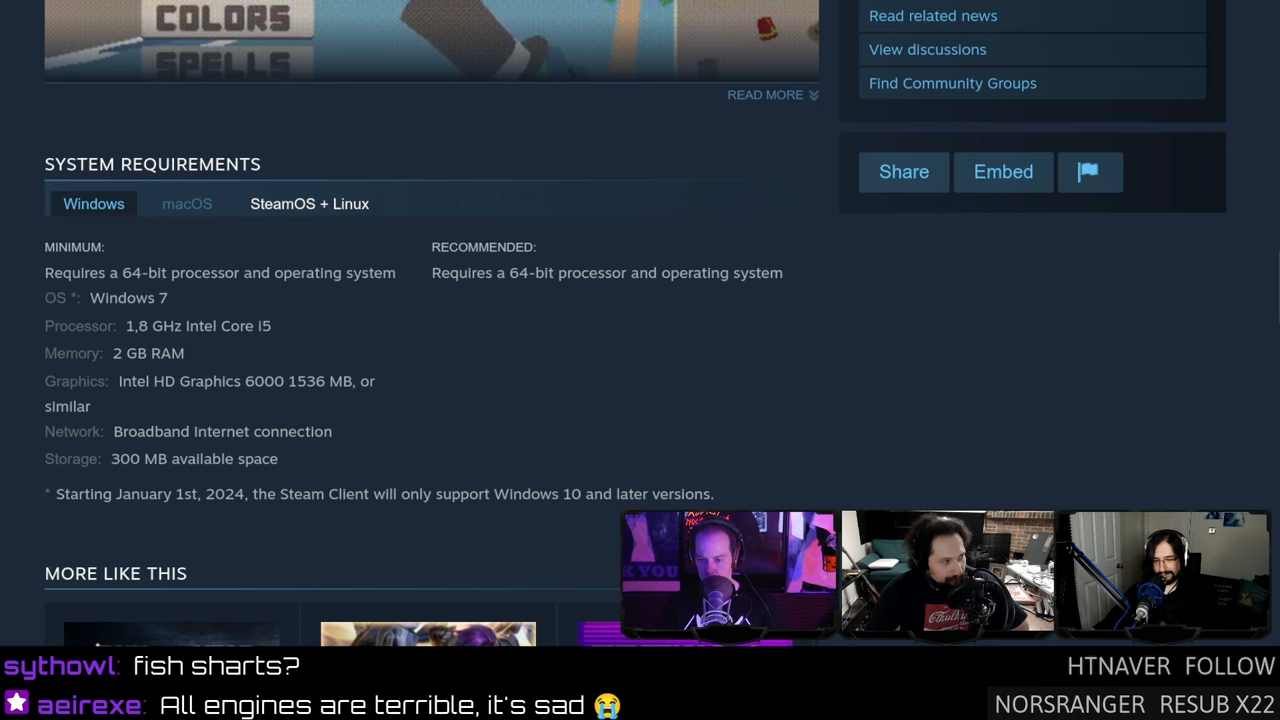 COLORS
SPELLS
READ MORE
Read related news
View discussions
Find Community Groups
Share
Embed
SYSTEM REQUIREMENTS
Windows
macOS
SteamOS + Linux
MINIMUM:
Requires a 64-bit processor and operating system
OS *: Windows 7
Processor: 1,8 GHz Intel Core i5
Memory: 2 GB RAM
Graphics: Intel HD Graphics 6000 1536 MB, or
similar
Network: Broadband Internet connection
Storage: 300 MB available space
RECOMMENDED:
Requires a 64-bit processor and operating system
* Starting January 1st, 2024, the Steam Client will only support Windows 10 and later versions.
MORE LIKE THIS
K YOU
Cthulhu
sythowl: fish sharts?
aeirexe: All engines are terrible, it's sad 😭
HTNAVER FOLLOW
NORSRANGER RESUB X22